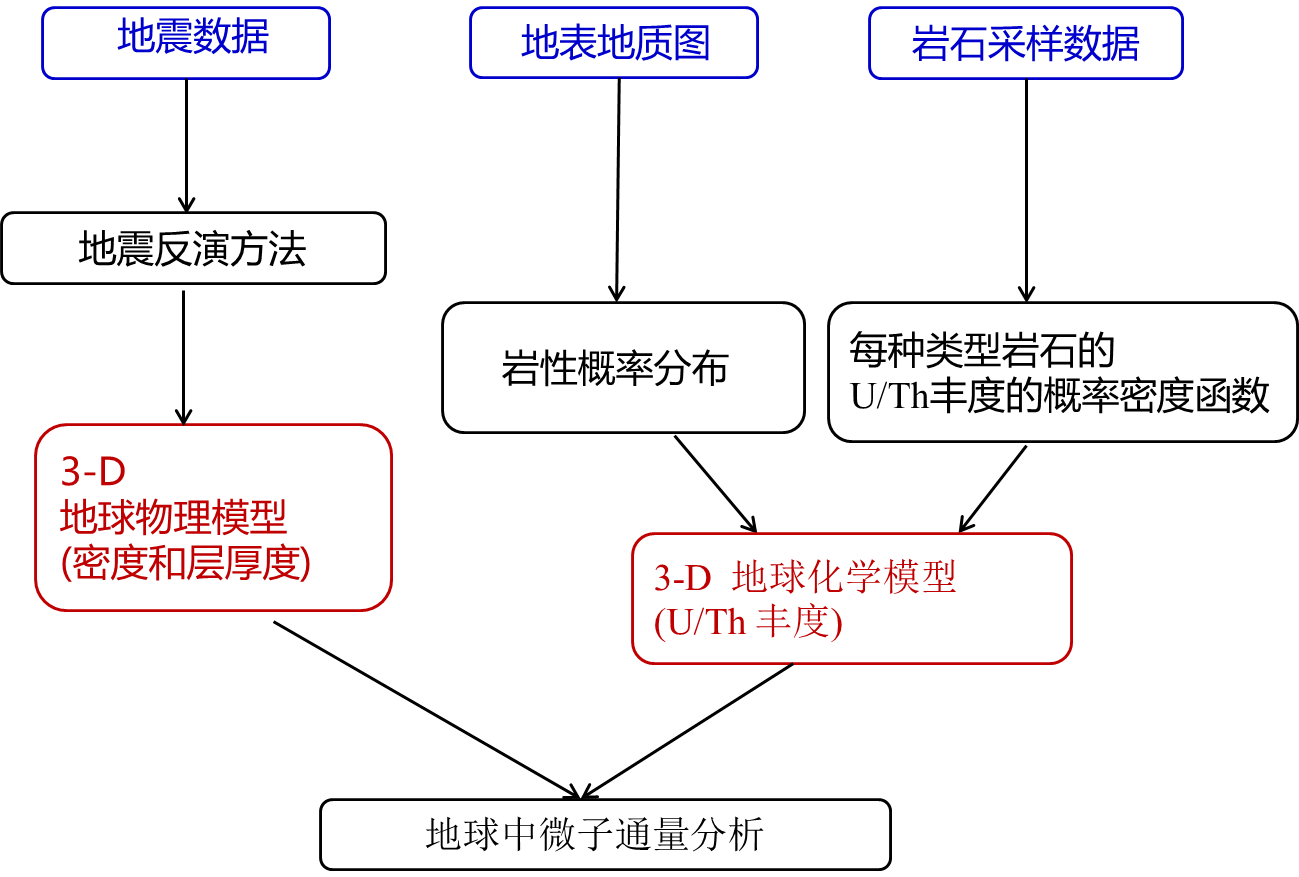 地震数据
地表地质图
岩石采样数据
地震反演方法
岩性概率分布
每种类型岩石的
U/Th丰度的概率密度函数
3-D
地球物理模型
(密度和层厚度)
3-D 地球化学模型
(U/Th 丰度)
地球中微子通量分析